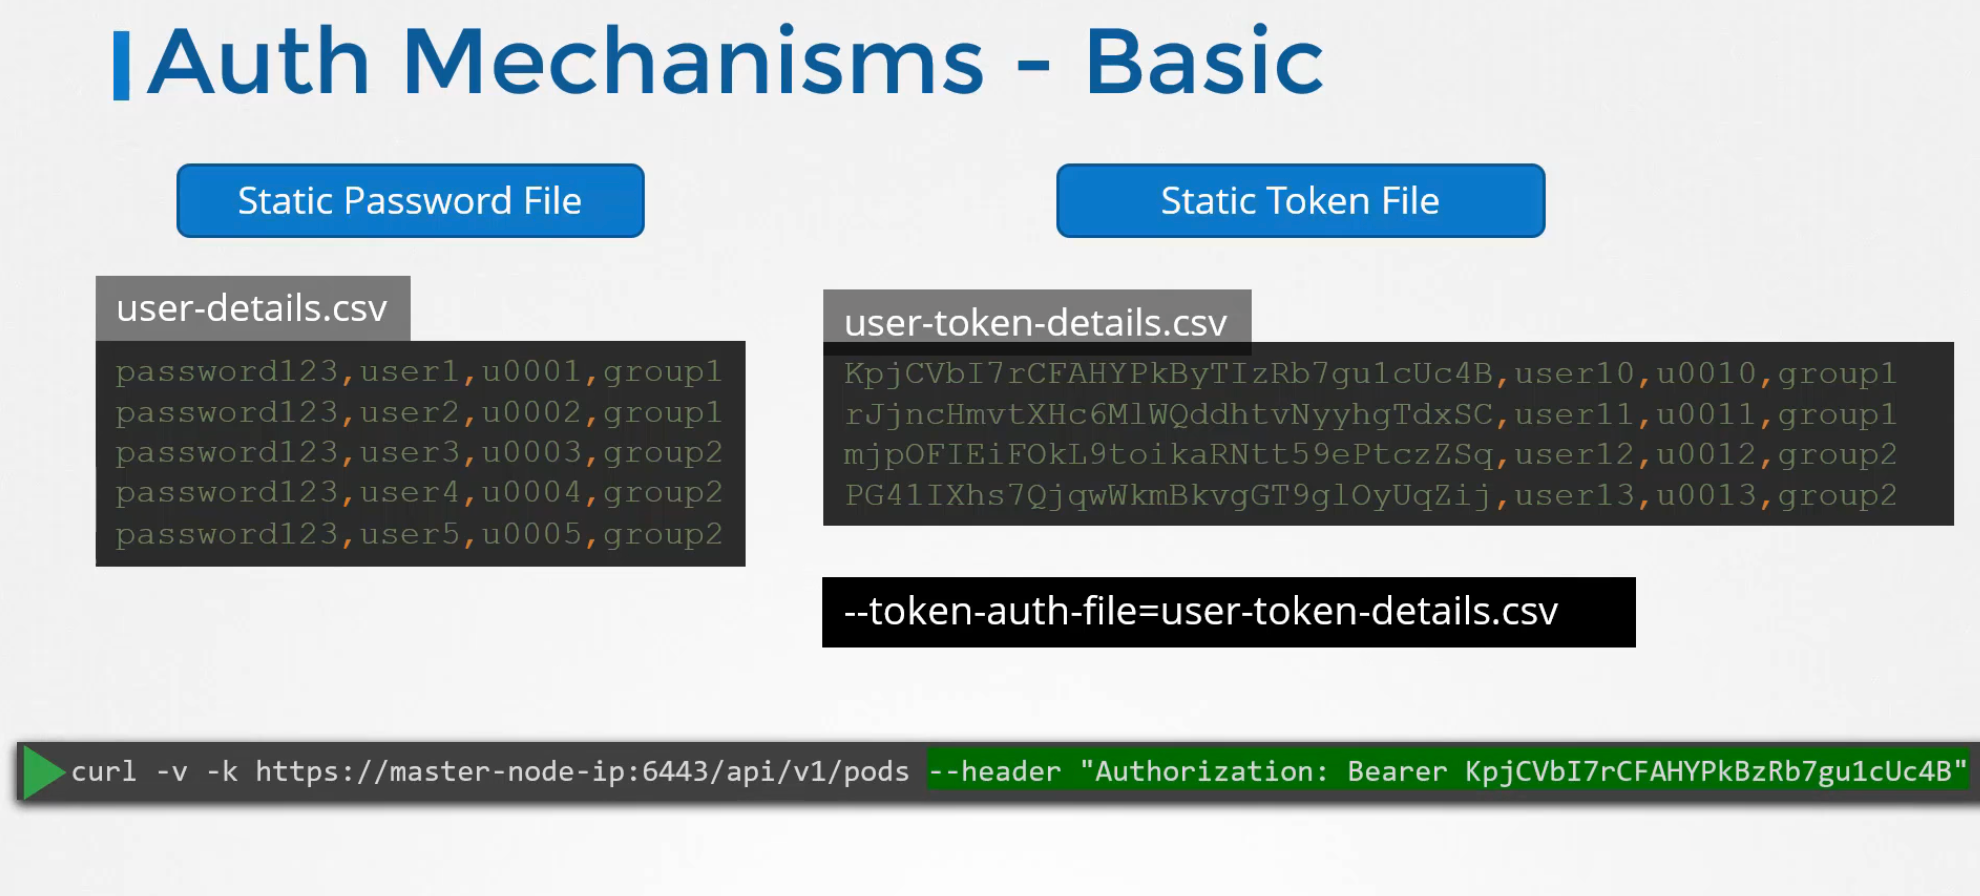 Auth Mechanisms - Basic
Static Password File
user-details.csv
password123,user1,u0001,group1
password123,user2,u0002,group1
password123,user3,u0003,group2
password123,user4,u0004,group2
password123,user5,u0005,group2
Static Token File
user-token-details.csv
KpjCVbI7rCFAHYPkByTIzRb7gu1cUc4B,user10,u0010,group1
rJjncHmvtXHc6MlWQddhtvNyyhgTdxSC,user11,u0011,group1
mjpOFIEiFOkL9toikaRNtt59ePtczZSq,user12,u0012,group2
PG41IXhs7QjqwWkmBkvgGT9glOyUqZij,user13,u0013,group2
--token-auth-file=user-token-details.csv
curl -v -k https://master-node-ip:6443/api/v1/pods --header "Authorization: Bearer KpjCVbI7rCFAHYPkBzRb7gu1cUc4B"